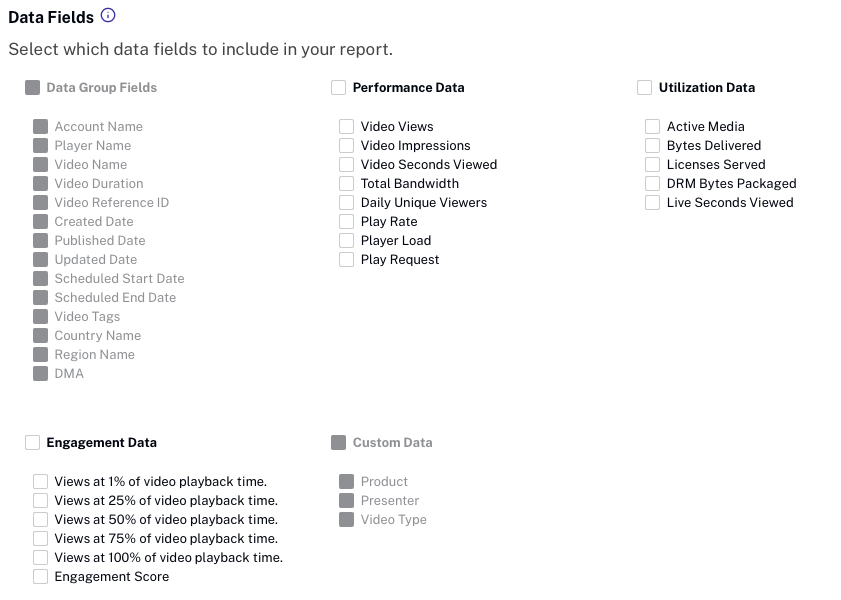 Data Fields
Select which data fields to include in your report.
Data Group Fields
Account Name
Player Name
Video Name
Video Duration
Video Reference ID
Created Date
Published Date
Updated Date
Scheduled Start Date
Scheduled End Date
Video Tags
Country Name
Region Name
DMA
Performance Data
Video Views
Video Impressions
Video Seconds Viewed
Total Bandwidth
Daily Unique Viewers
Play Rate
Player Load
Play Request
Utilization Data
Active Media
Bytes Delivered
Licenses Served
DRM Bytes Packaged
Live Seconds Viewed
Engagement Data
Views at 1% of video playback time.
Views at 25% of video playback time.
Views at 50% of video playback time.
Views at 75% of video playback time.
Views at 100% of video playback time.
Engagement Score
Custom Data
Product
Presenter
Video Type